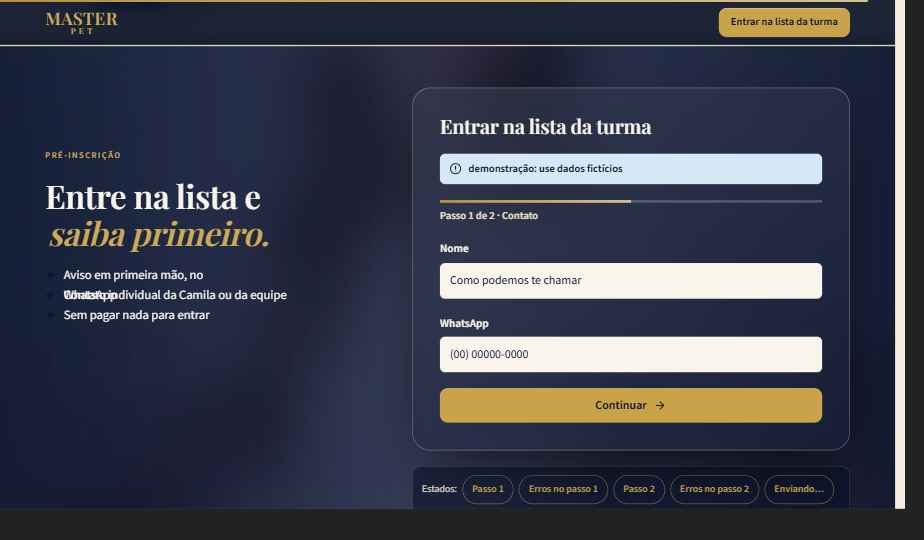 MASTER
PET
Entrar na lista da turma
PRÉ-INSCRIÇÃO
Entre na lista e
saiba primeiro.
Aviso em primeira mão, no
WhatsApp
Contato individual da Camila ou da equipe
Sem pagar nada para entrar
Entrar na lista da turma
demonstração: use dados fictícios
Passo 1 de 2 · Contato
Nome
Como podemos te chamar
WhatsApp
(00) 00000-0000
Continuar →
Estados:
Passo 1
Erros no passo 1
Passo 2
Erros no passo 2
Enviando...